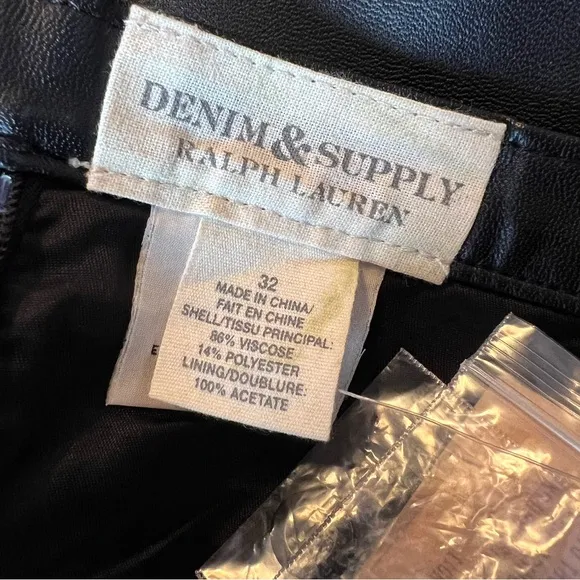 DENIM & SUPPLY
RALPH LAUREN
32
MADE IN CHINA/
FAIT EN CHINE
SHELL/TISSU PRINCIPAL:
86% VISCOSE
14% POLYESTER
LINING/DOUBLURE:
100% ACETATE
E